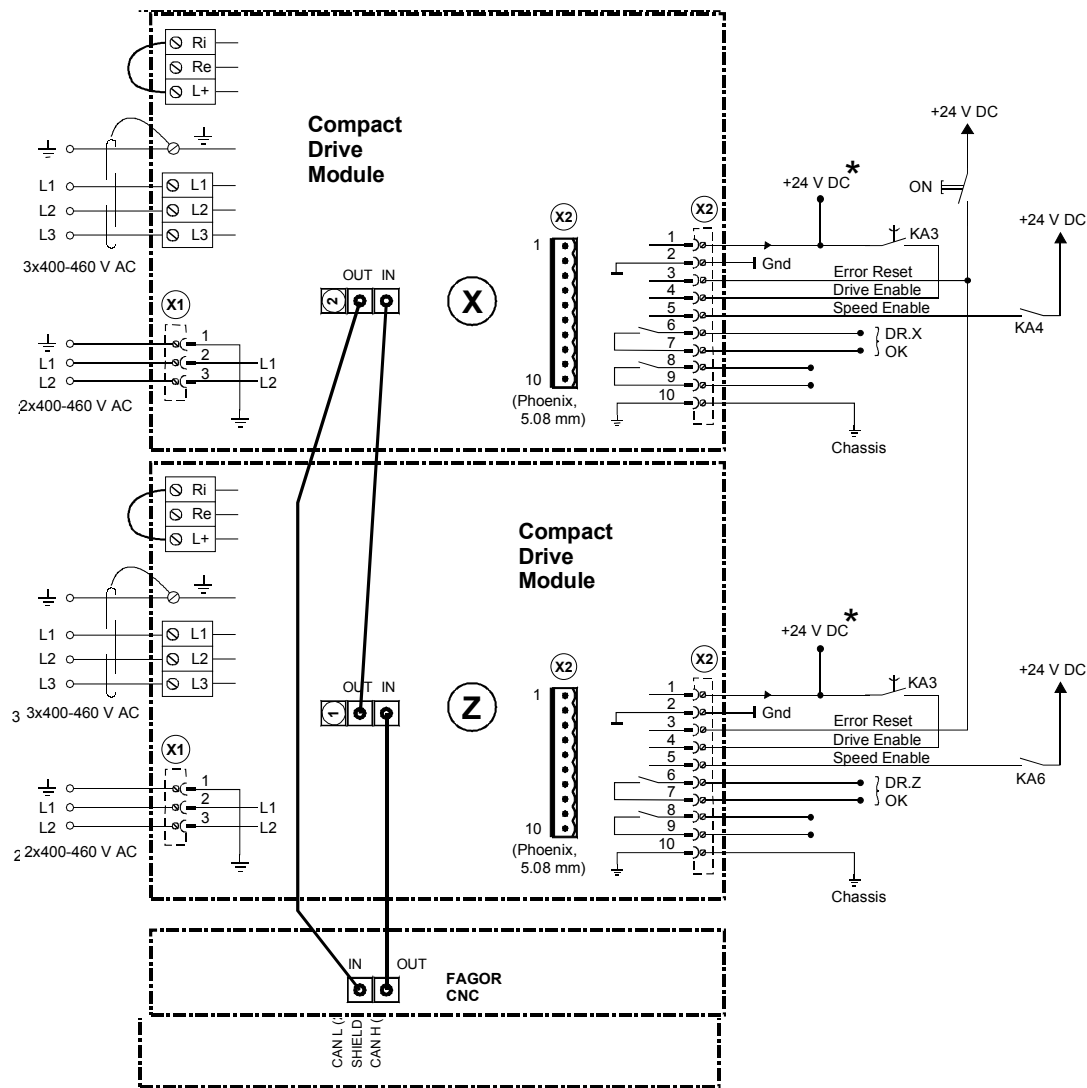 Ri
Re
L+
Compact
Drive
Module
L1
L2
L3
L1
L2
L3
3x400-460 V AC
X1
1
2
3
L1
L2
L1
L2
2x400-460 V AC
OUT IN
2
X
X2
1
10
(Phoenix,
5.08 mm)
X2
1
2
3
4
5
6
7
8
9
10
+24 V DC
ON
+24 V DC*
KA3
+24 V DC
Gnd
Error Reset
Drive Enable
Speed Enable
KA4
DR.X
OK
Chassis
Ri
Re
L+
Compact
Drive
Module
L1
L2
L3
L1
L2
L3
3 3x400-460 V AC
X1
1
2
3
L1
L2
L1
L2
2 2x400-460 V AC
OUT IN
1
Z
X2
1
10
(Phoenix,
5.08 mm)
X2
1
2
3
4
5
6
7
8
9
10
+24 V DC*
KA3
+24 V DC
Gnd
Error Reset
Drive Enable
Speed Enable
KA6
DR.Z
OK
Chassis
IN OUT
FAGOR
CNC
CAN L (
SHIELD
CAN H (